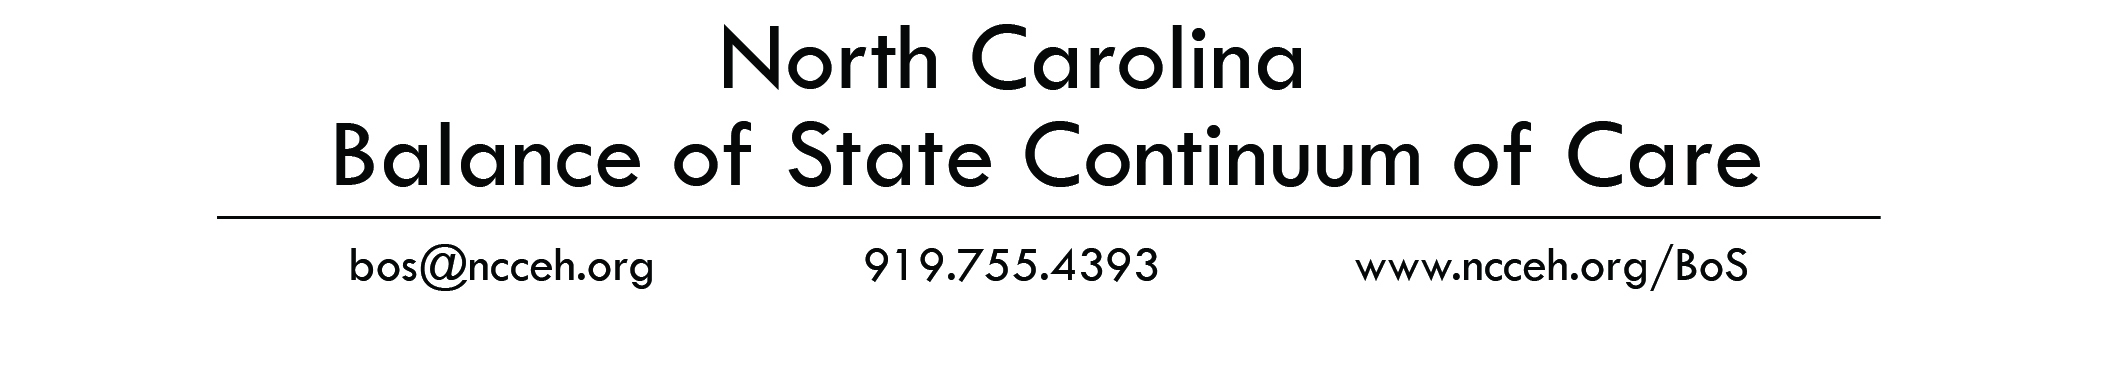 North Carolina
Balance of State Continuum of Care
bos@ncceh.org 919.755.4393 www.ncceh.org/BoS